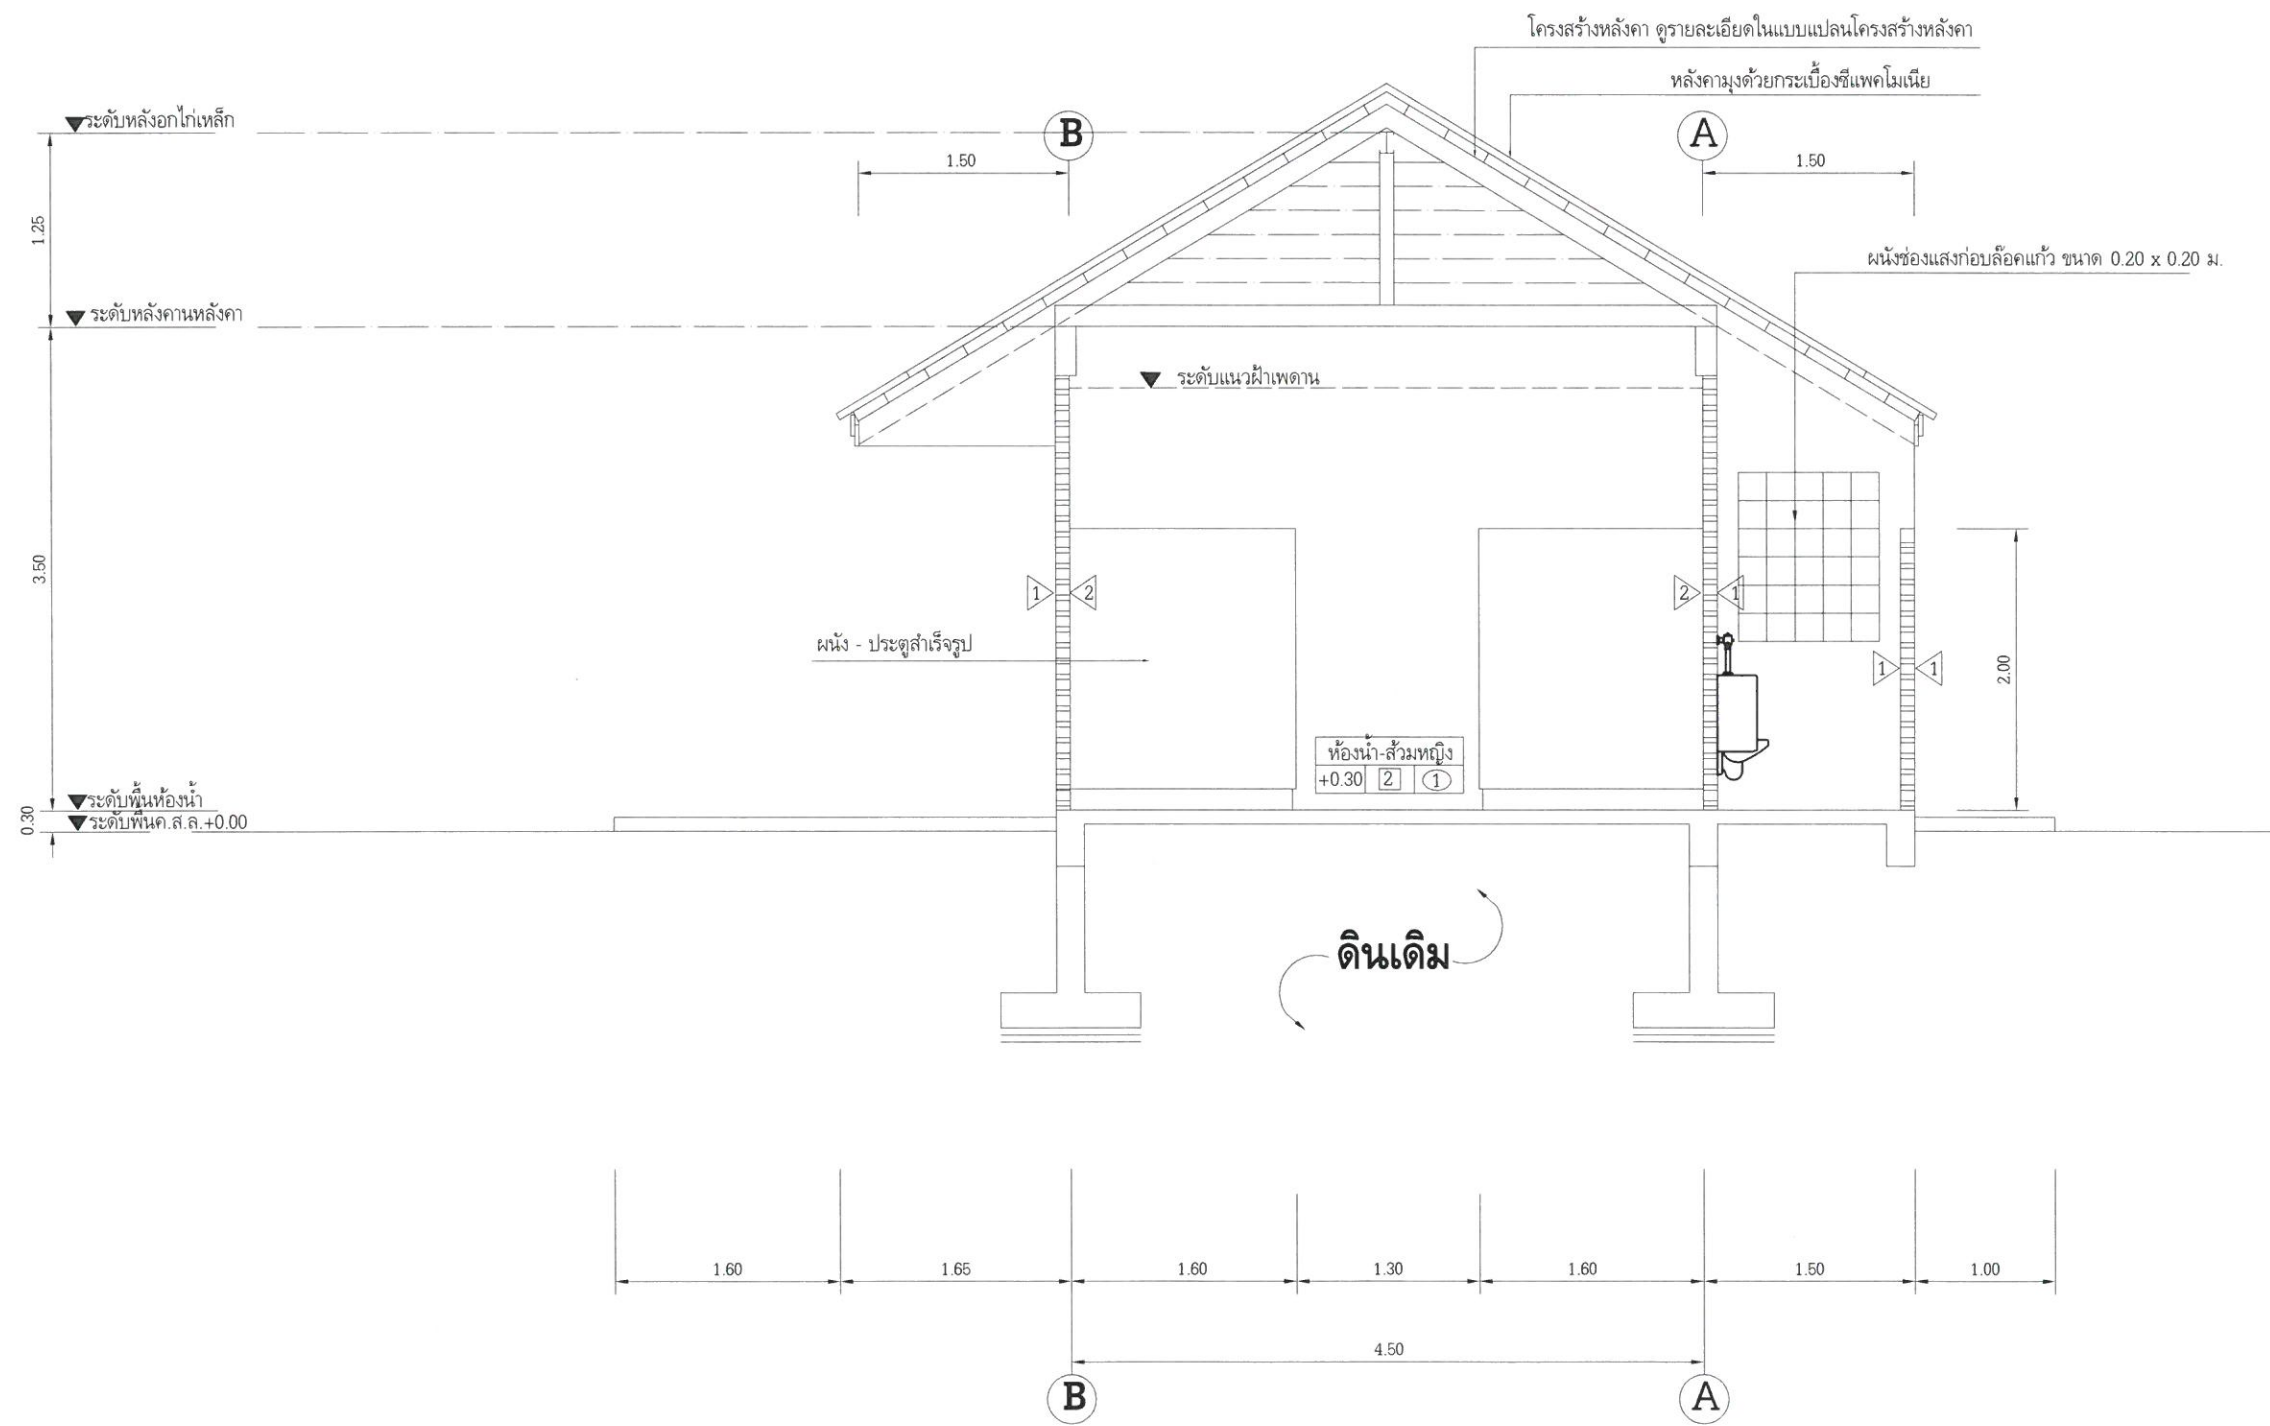 โครงสร้างหลังคา ดูรายละเอียดในแบบแปลนโครงสร้างหลังคา
หลังคามุงด้วยกระเบื้องซีแพคโมเนีย
ระดับหลังอกไก่เหล็ก
B
A
1.50
1.50
1.25
ผนังช่องแสงก่อบล๊อคแก้ว ขนาด 0.20 x 0.20 ม.
ระดับหลังคานหลังคา
ระดับแนวฝ้าเพดาน
3.50
1
2
2
1
ผนัง - ประตูสำเร็จรูป
1
1
2.00
ห้องน้ำ-ส้วมหญิง
+0.30 2 1
ระดับพื้นห้องน้ำ
0.30
ระดับพื้นค.ส.ล.+0.00
ดินเดิม
1.60 1.65 1.60 1.30 1.60 1.50 1.00
4.50
B
A